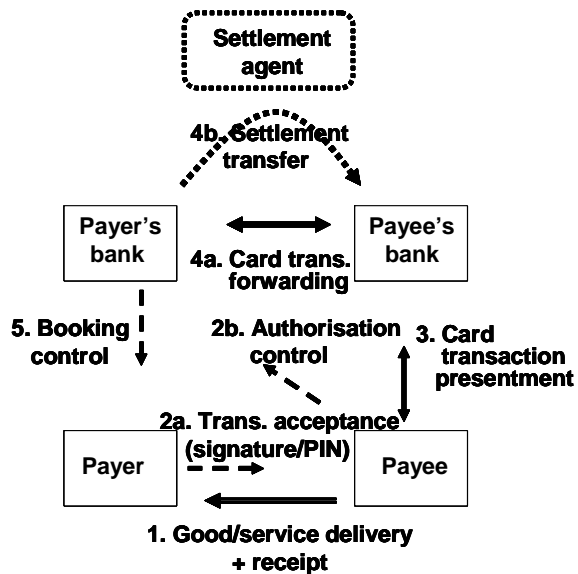 Settlement
agent
4b. Settlement
transfer
Payer's
bank
Payee's
bank
4a. Card trans.
forwarding
5. Booking
control
2b. Authorisation
control
3. Card
transaction
presentment
2a. Trans. acceptance
(signature/PIN)
Payer
Payee
1. Good/service delivery
+ receipt